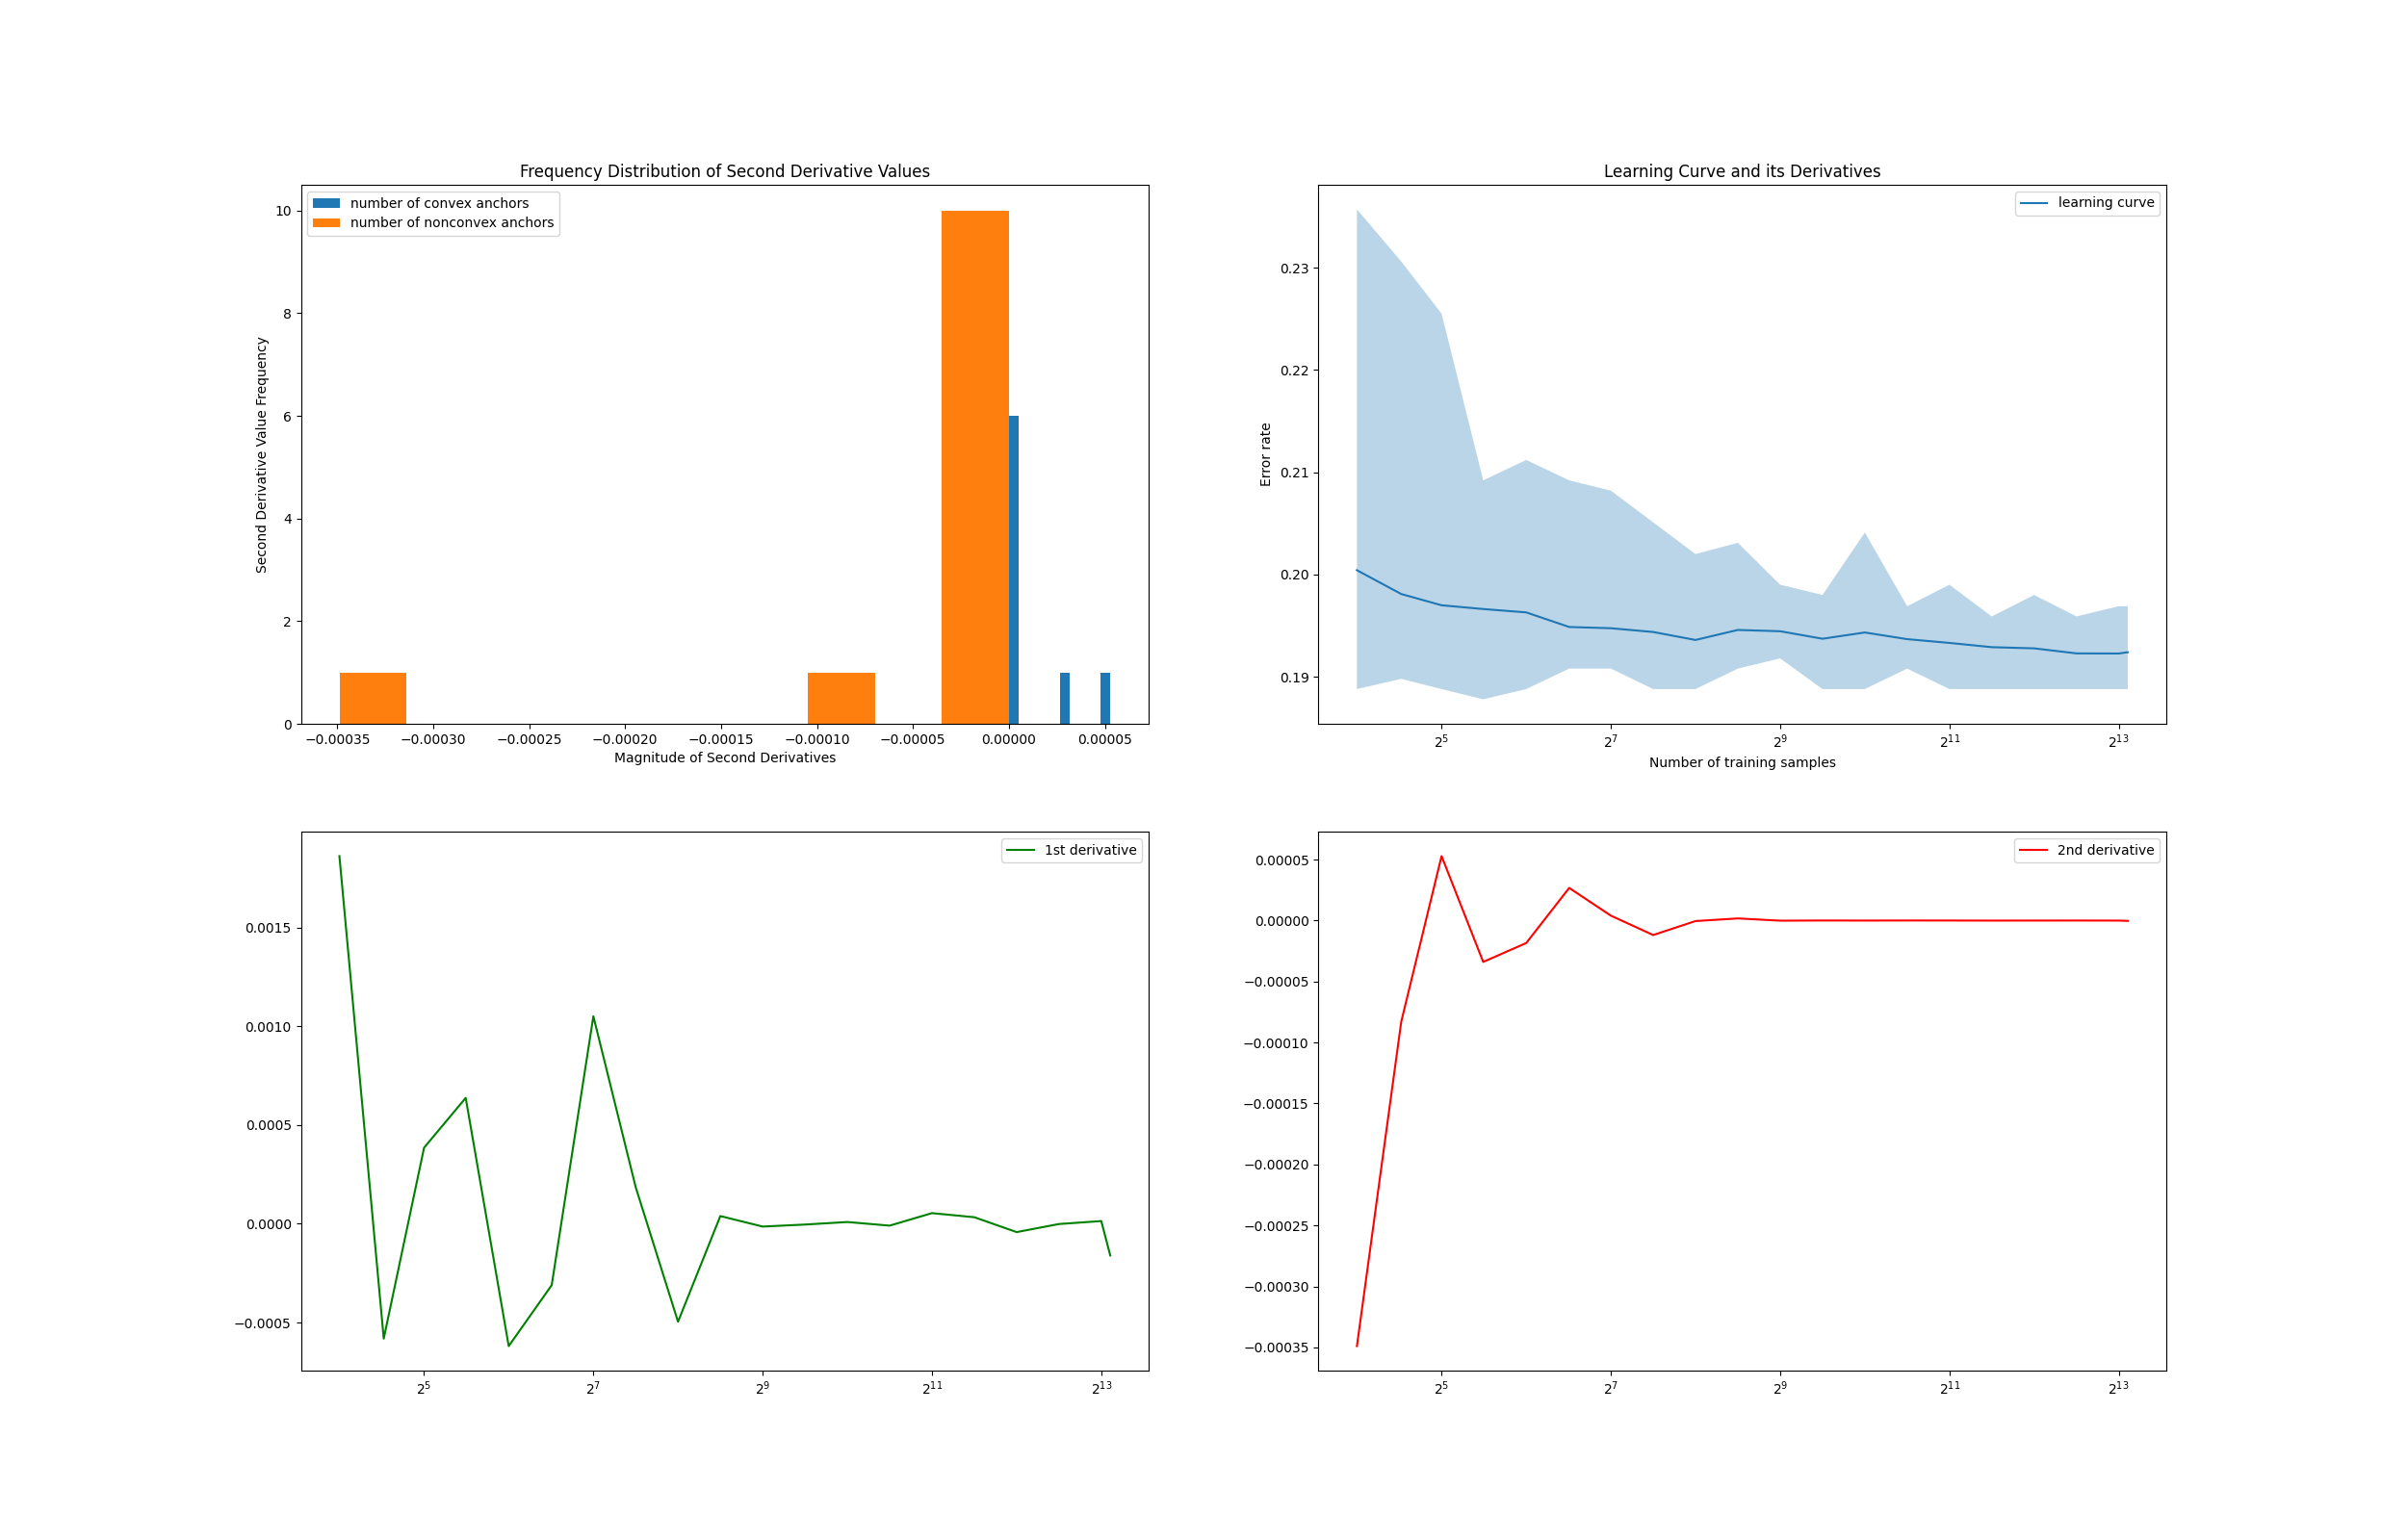 Frequency Distribution of Second Derivative Values
number of convex anchors
number of nonconvex anchors
10
8
6
4
2
0
Second Derivative Value Frequency
−0.00035 −0.00030 −0.00025 −0.00020 −0.00015 −0.00010 −0.00005 0.00000 0.00005
Magnitude of Second Derivatives
Learning Curve and its Derivatives
learning curve
0.23
0.22
0.21
0.20
0.19
Error rate
2^5 2^7 2^9 2^11 2^13
Number of training samples
1st derivative
0.0015
0.0010
0.0005
0.0000
−0.0005
2^5 2^7 2^9 2^11 2^13
2nd derivative
0.00005
0.00000
−0.00005
−0.00010
−0.00015
−0.00020
−0.00025
−0.00030
−0.00035
2^5 2^7 2^9 2^11 2^13